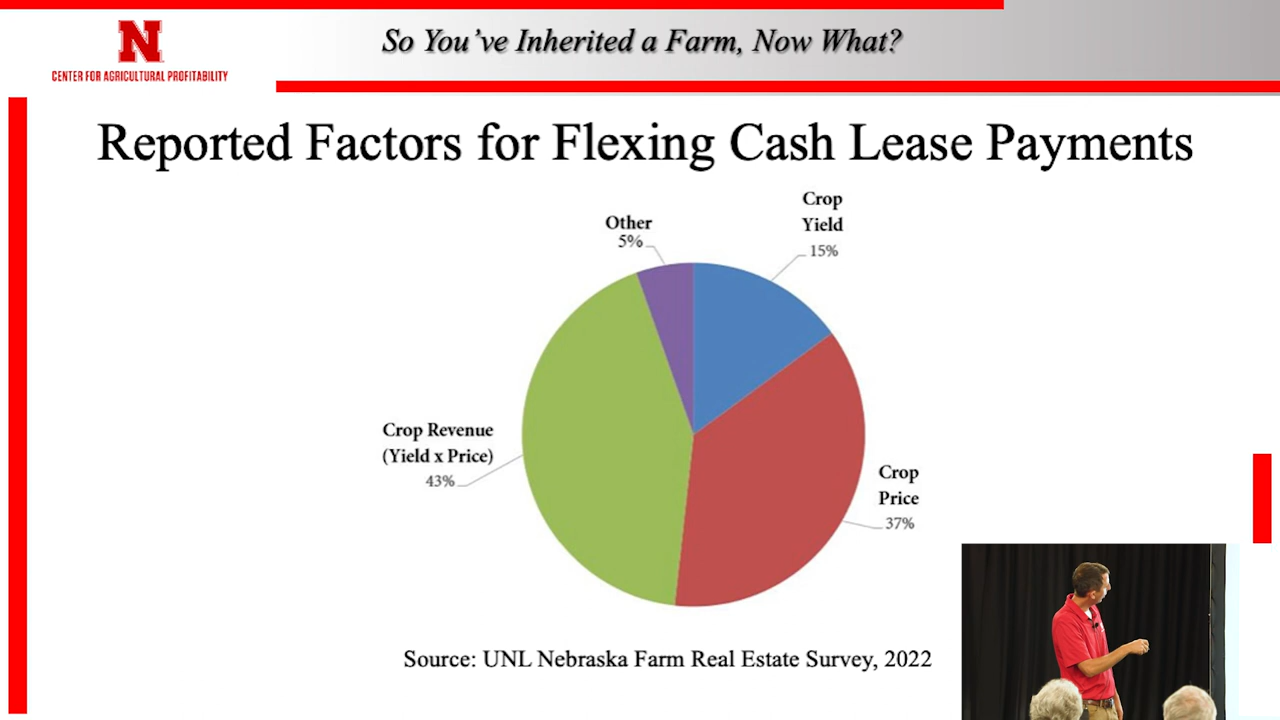 N
CENTER FOR AGRICULTURAL PROFITABILITY
So You've Inherited a Farm, Now What?
Reported Factors for Flexing Cash Lease Payments
Crop
Yield
15%
Other
5%
Crop Revenue
(Yield x Price)
43%
Crop
Price
37%
Source: UNL Nebraska Farm Real Estate Survey, 2022